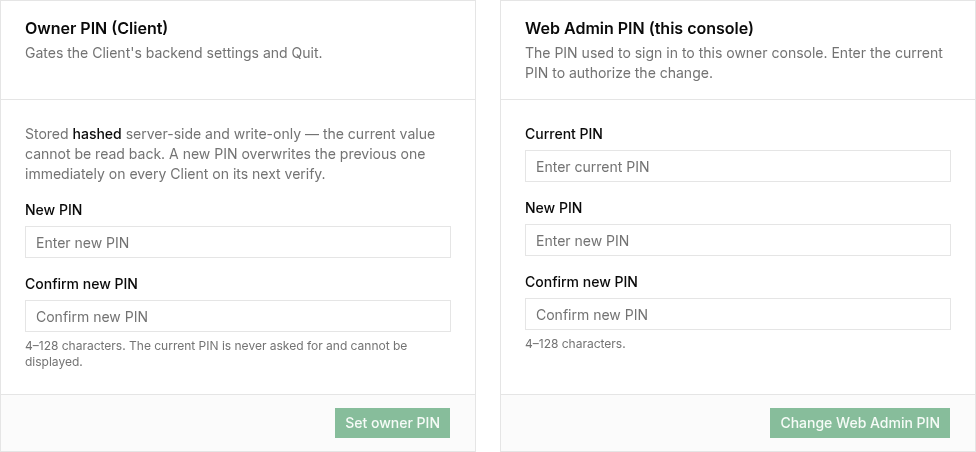 Owner PIN (Client)
Gates the Client's backend settings and Quit.
Stored hashed server-side and write-only — the current value
cannot be read back. A new PIN overwrites the previous one
immediately on every Client on its next verify.
New PIN
Enter new PIN
Confirm new PIN
Confirm new PIN
4–128 characters. The current PIN is never asked for and cannot be
displayed.
Set owner PIN
Web Admin PIN (this console)
The PIN used to sign in to this owner console. Enter the current
PIN to authorize the change.
Current PIN
Enter current PIN
New PIN
Enter new PIN
Confirm new PIN
Confirm new PIN
4–128 characters.
Change Web Admin PIN